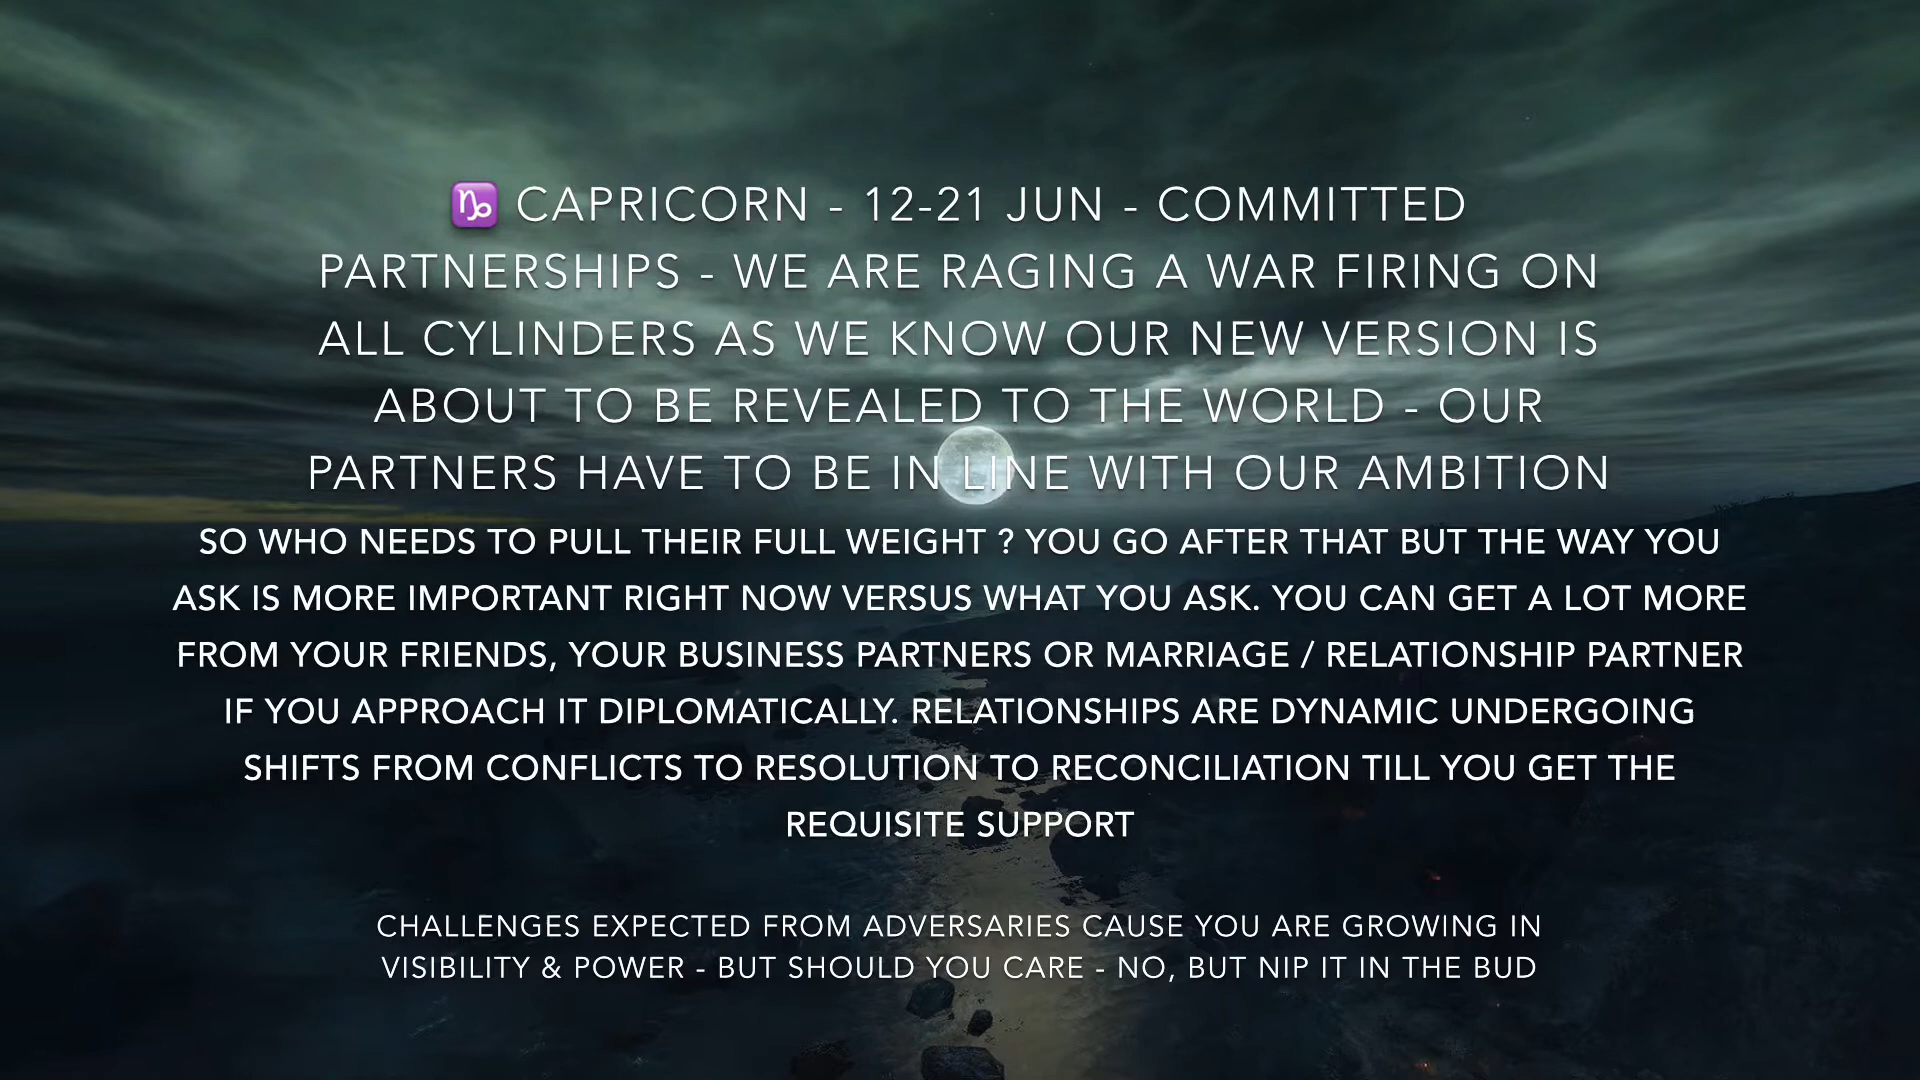 ♑ CAPRICORN - 12-21 JUN - COMMITTED
PARTNERSHIPS - WE ARE RAGING A WAR FIRING ON
ALL CYLINDERS AS WE KNOW OUR NEW VERSION IS
ABOUT TO BE REVEALED TO THE WORLD - OUR
PARTNERS HAVE TO BE IN LINE WITH OUR AMBITION
SO WHO NEEDS TO PULL THEIR FULL WEIGHT ? YOU GO AFTER THAT BUT THE WAY YOU
ASK IS MORE IMPORTANT RIGHT NOW VERSUS WHAT YOU ASK. YOU CAN GET A LOT MORE
FROM YOUR FRIENDS, YOUR BUSINESS PARTNERS OR MARRIAGE / RELATIONSHIP PARTNER
IF YOU APPROACH IT DIPLOMATICALLY. RELATIONSHIPS ARE DYNAMIC UNDERGOING
SHIFTS FROM CONFLICTS TO RESOLUTION TO RECONCILIATION TILL YOU GET THE
REQUISITE SUPPORT
CHALLENGES EXPECTED FROM ADVERSARIES CAUSE YOU ARE GROWING IN
VISIBILITY & POWER - BUT SHOULD YOU CARE - NO, BUT NIP IT IN THE BUD